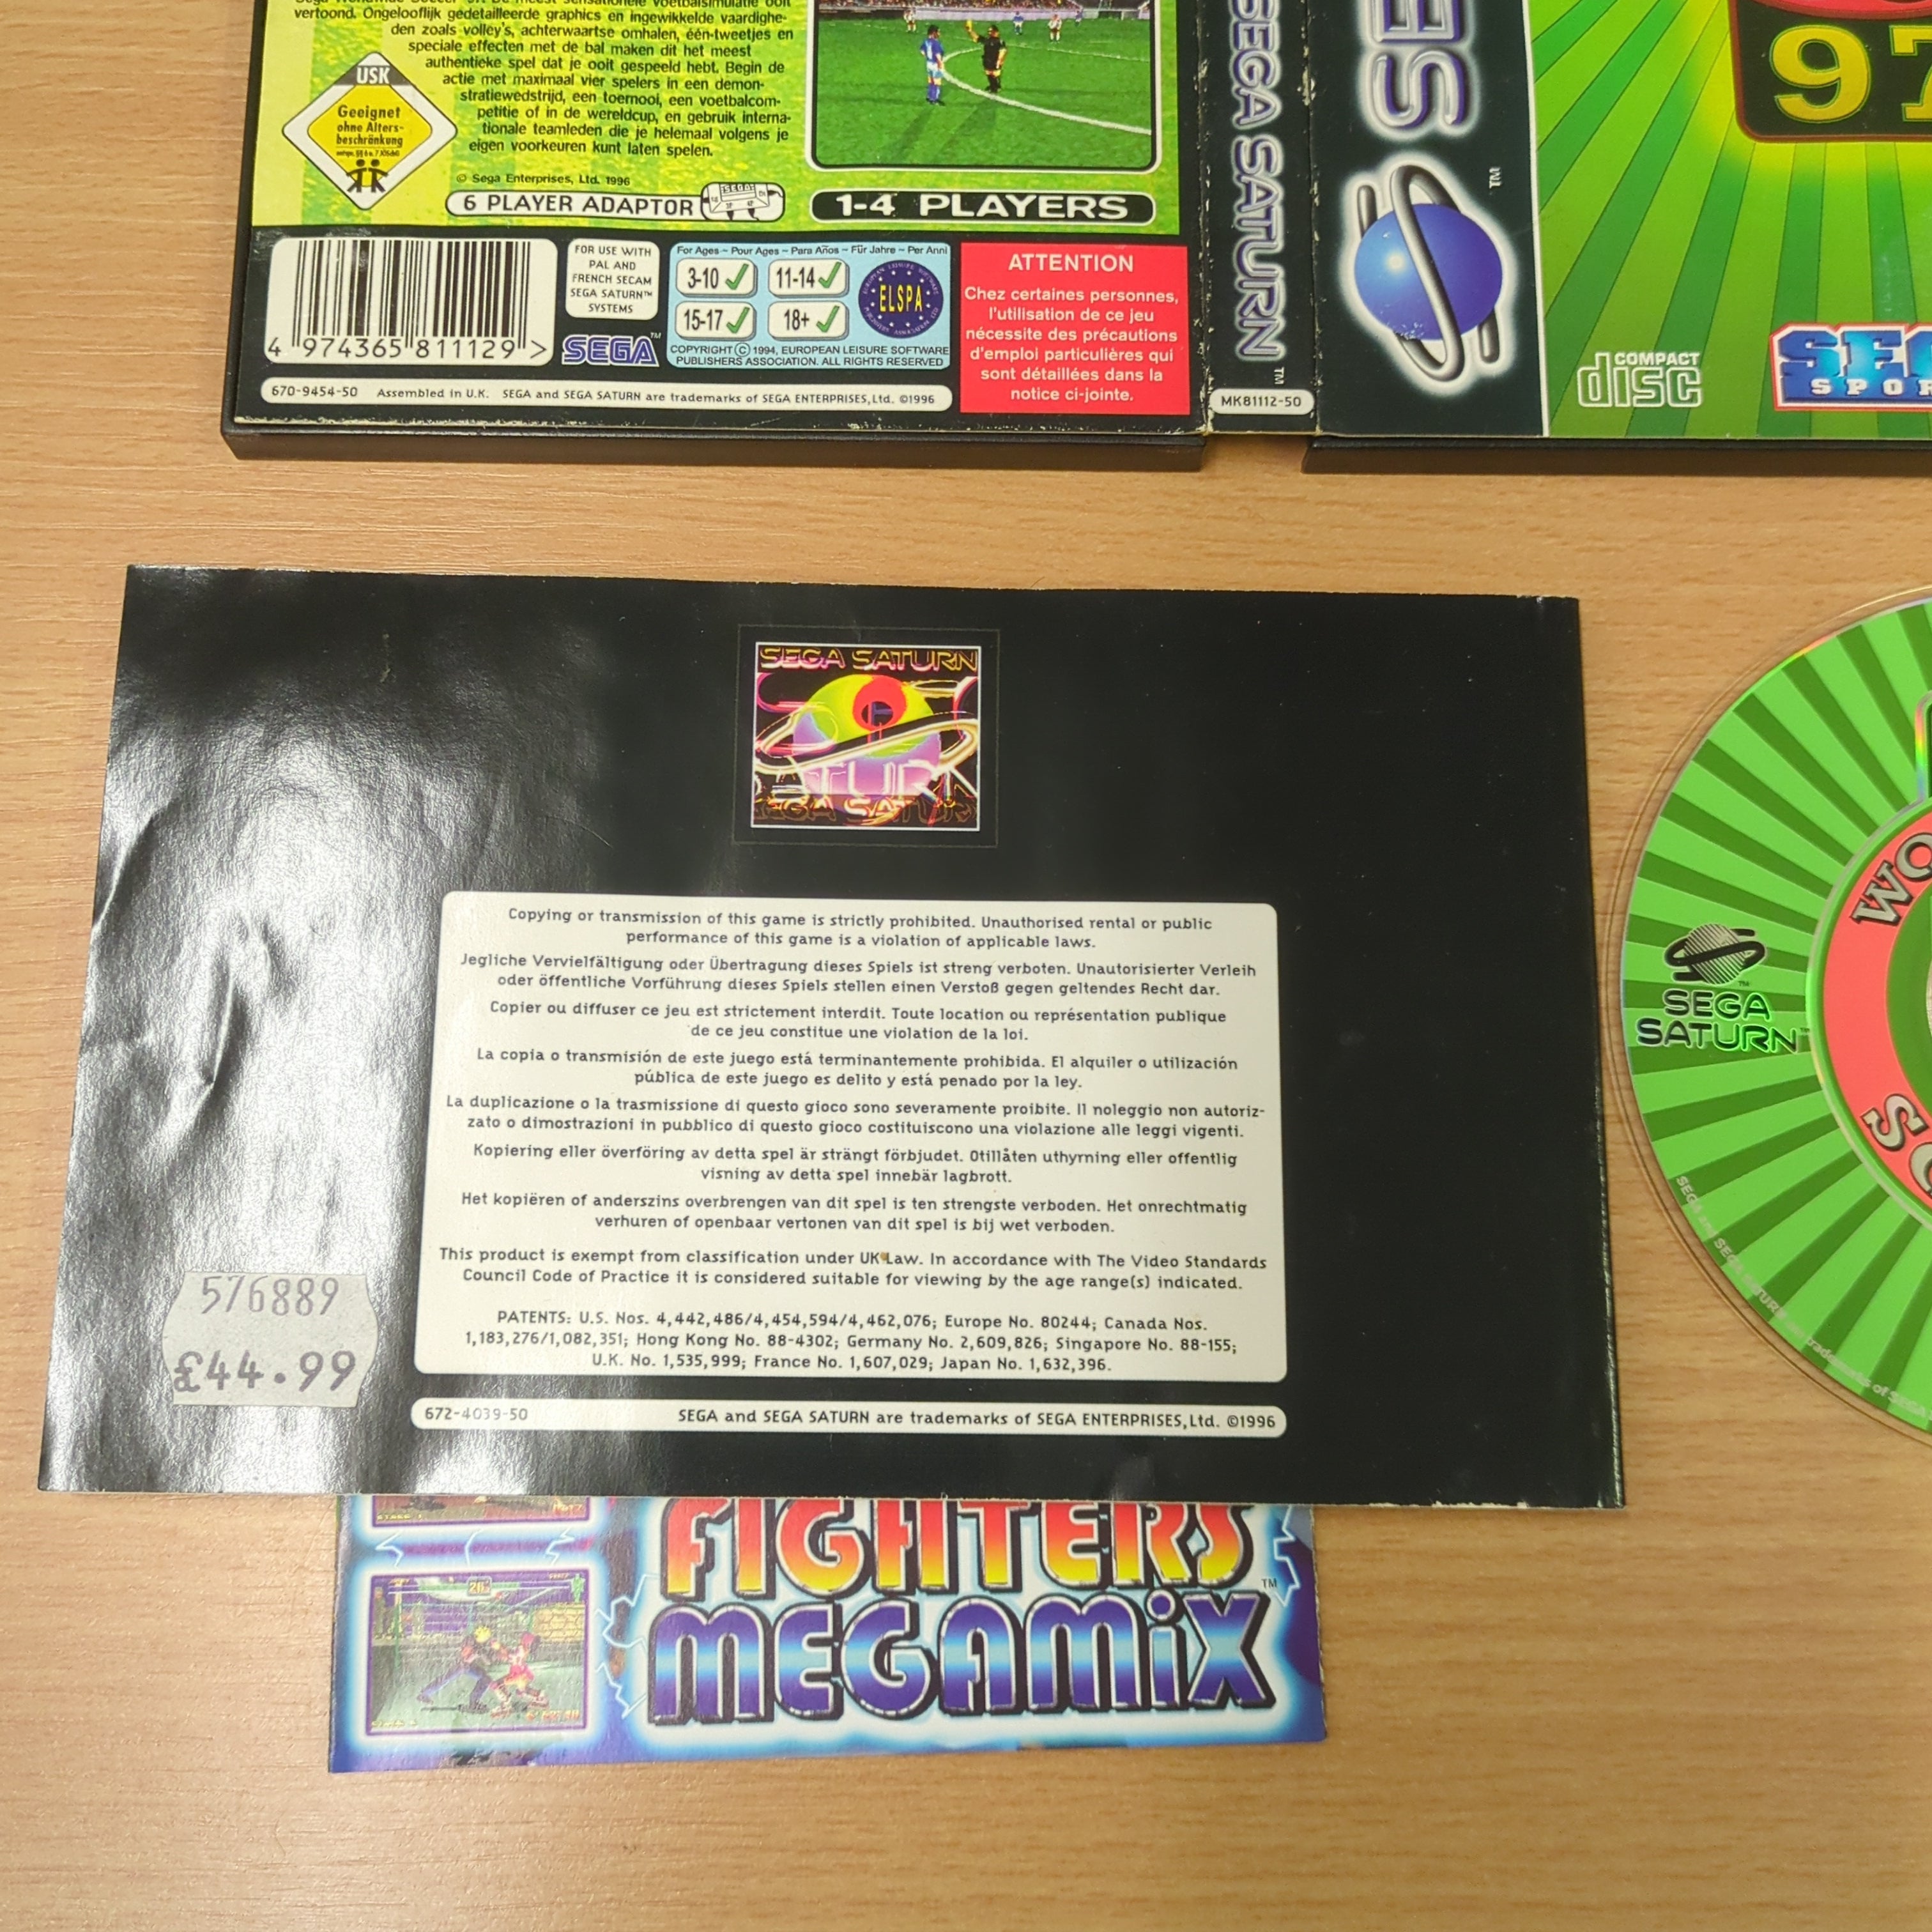 vertoond. Ongelooflijk gedetailleerde graphics en ingewikkelde vaardighe-
den zoals volley's, achterwaartse omhalen, één-tweetjes en
speciale effecten met de bal maken dit het meest
authentieke spel dat je ooit gespeeld hebt. Begin de
actie met maximaal vier spelers in een demon-
stratiewedstrijd, een toernooi, een voetbalcom-
petitie of in de wereldcup, en gebruik interna-
tionale teamleden die je helemaal volgens je
eigen voorkeuren kunt laten spelen.
USK
Geeignet
ohne Alters-
beschränkung
© Sega Enterprises, Ltd. 1996
6 PLAYER ADAPTOR
SEGA
1-4 PLAYERS
4 974365 811129 >
FOR USE WITH
PAL AND
FRENCH SECAM
SEGA SATURN™
SYSTEMS
SEGA™
For Ages – Pour Ages – Para Años – Für Jahre – Per Anni
3-10
11-14
15-17
18+
ELSPA
COPYRIGHT © 1994, EUROPEAN LEISURE SOFTWARE
PUBLISHERS ASSOCIATION. ALL RIGHTS RESERVED
ATTENTION
Chez certaines personnes,
l'utilisation de ce jeu
nécessite des précautions
d'emploi particulières qui
sont détaillées dans la
notice ci-jointe.
670-9454-50 Assembled in U.K. SEGA and SEGA SATURN are trademarks of SEGA ENTERPRISES,Ltd. ©1996
SEGA SATURN™
MK81112-50
SE
™
97
COMPACT
disc
SEG
SPOR
SEGA SATURN
SEGA SATURN
Copying or transmission of this game is strictly prohibited. Unauthorised rental or public
performance of this game is a violation of applicable laws.
Jegliche Vervielfältigung oder Übertragung dieses Spiels ist streng verboten. Unautorisierter Verleih
oder öffentliche Vorführung dieses Spiels stellen einen Verstoß gegen geltendes Recht dar.
Copier ou diffuser ce jeu est strictement interdit. Toute location ou représentation publique
de ce jeu constitue une violation de la loi.
La copia o transmisión de este juego está terminantemente prohibida. El alquiler o utilización
pública de este juego es delito y está penado por la ley.
La duplicazione o la trasmissione di questo gioco sono severamente proibite. Il noleggio non autoriz-
zato o dimostrazioni in pubblico di questo gioco costituiscono una violazione alle leggi vigenti.
Kopiering eller överföring av detta spel är strängt förbjudet. Otillåten uthyrning eller offentlig
visning av detta spel innebär lagbrott.
Het kopiëren of anderszins overbrengen van dit spel is ten strengste verboden. Het onrechtmatig
verhuren of openbaar vertonen van dit spel is bij wet verboden.
This product is exempt from classification under UK Law. In accordance with The Video Standards
Council Code of Practice it is considered suitable for viewing by the age range(s) indicated.
PATENTS: U.S. Nos. 4,442,486/4,454,594/4,462,076; Europe No. 80244; Canada Nos.
1,183,276/1,082,351; Hong Kong No. 88-4302; Germany No. 2,609,826; Singapore No. 88-155;
U.K. No. 1,535,999; France No. 1,607,029; Japan No. 1,632,396.
672-4039-50 SEGA and SEGA SATURN are trademarks of SEGA ENTERPRISES,Ltd. ©1996
576889
£44.99
WO
SO
SEGA
SATURN™
FIGHTERS
MEGAMiX™